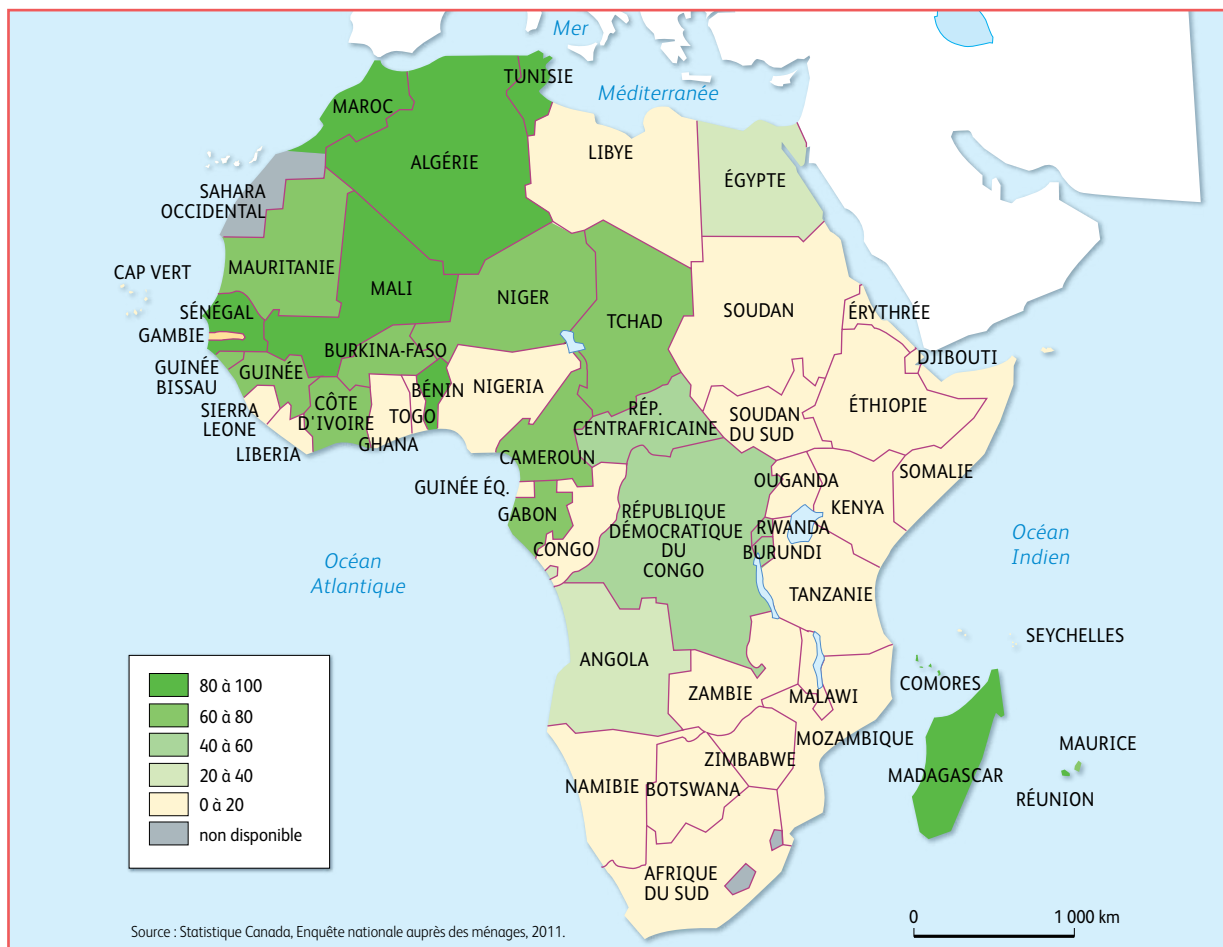 Mer
Méditerranée
TUNISIE
MAROC
ALGÉRIE
LIBYE
ÉGYPTE
SAHARA
OCCIDENTAL
MAURITANIE
CAP VERT
MALI
NIGER
TCHAD
SOUDAN
ÉRYTHRÉE
SÉNÉGAL
GAMBIE
GUINÉE
BISSAU
GUINÉE
BURKINA-FASO
BÉNIN
NIGERIA
DJIBOUTI
SIERRA
LEONE
CÔTE
D'IVOIRE
TOGO
GHANA
LIBERIA
RÉP.
CENTRAFRICAINE
SOUDAN
DU SUD
ÉTHIOPIE
CAMEROUN
SOMALIE
GUINÉE ÉQ.
GABON
CONGO
RÉPUBLIQUE
DÉMOCRATIQUE
DU
CONGO
OUGANDA
KENYA
RWANDA
BURUNDI
TANZANIE
Océan
Atlantique
Océan
Indien
SEYCHELLES
ANGOLA
ZAMBIE
MALAWI
COMORES
MOZAMBIQUE
ZIMBABWE
NAMIBIE
BOTSWANA
MADAGASCAR
MAURICE
RÉUNION
AFRIQUE
DU SUD
80 à 100
60 à 80
40 à 60
20 à 40
0 à 20
non disponible
0 1 000 km
Source : Statistique Canada, Enquête nationale auprès des ménages, 2011.